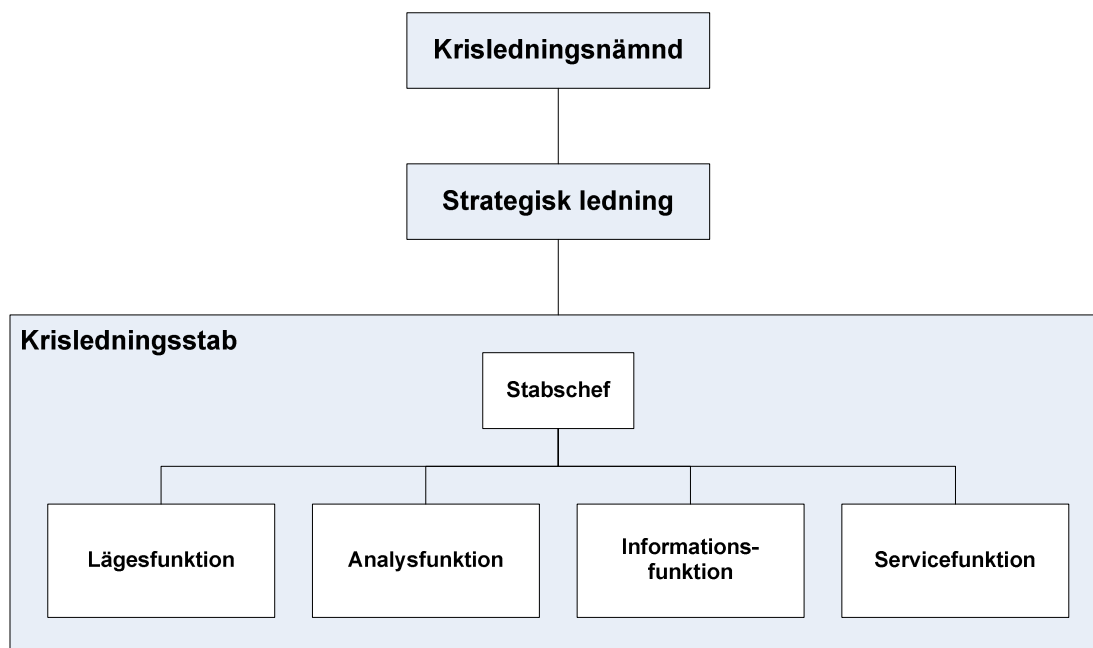 Krisledningsnämnd
Strategisk ledning
Krisledningsstab
Stabschef
Lägesfunktion
Analysfunktion
Informations-
funktion
Servicefunktion